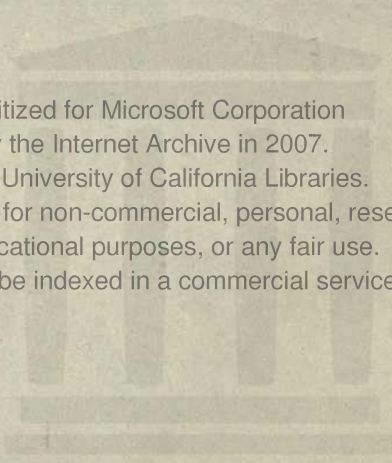 itized for Microsoft Corporation
the Internet Archive in 2007.
University of California Libraries.
for non-commercial, personal, rese
cational purposes, or any fair use.
be indexed in a commercial service